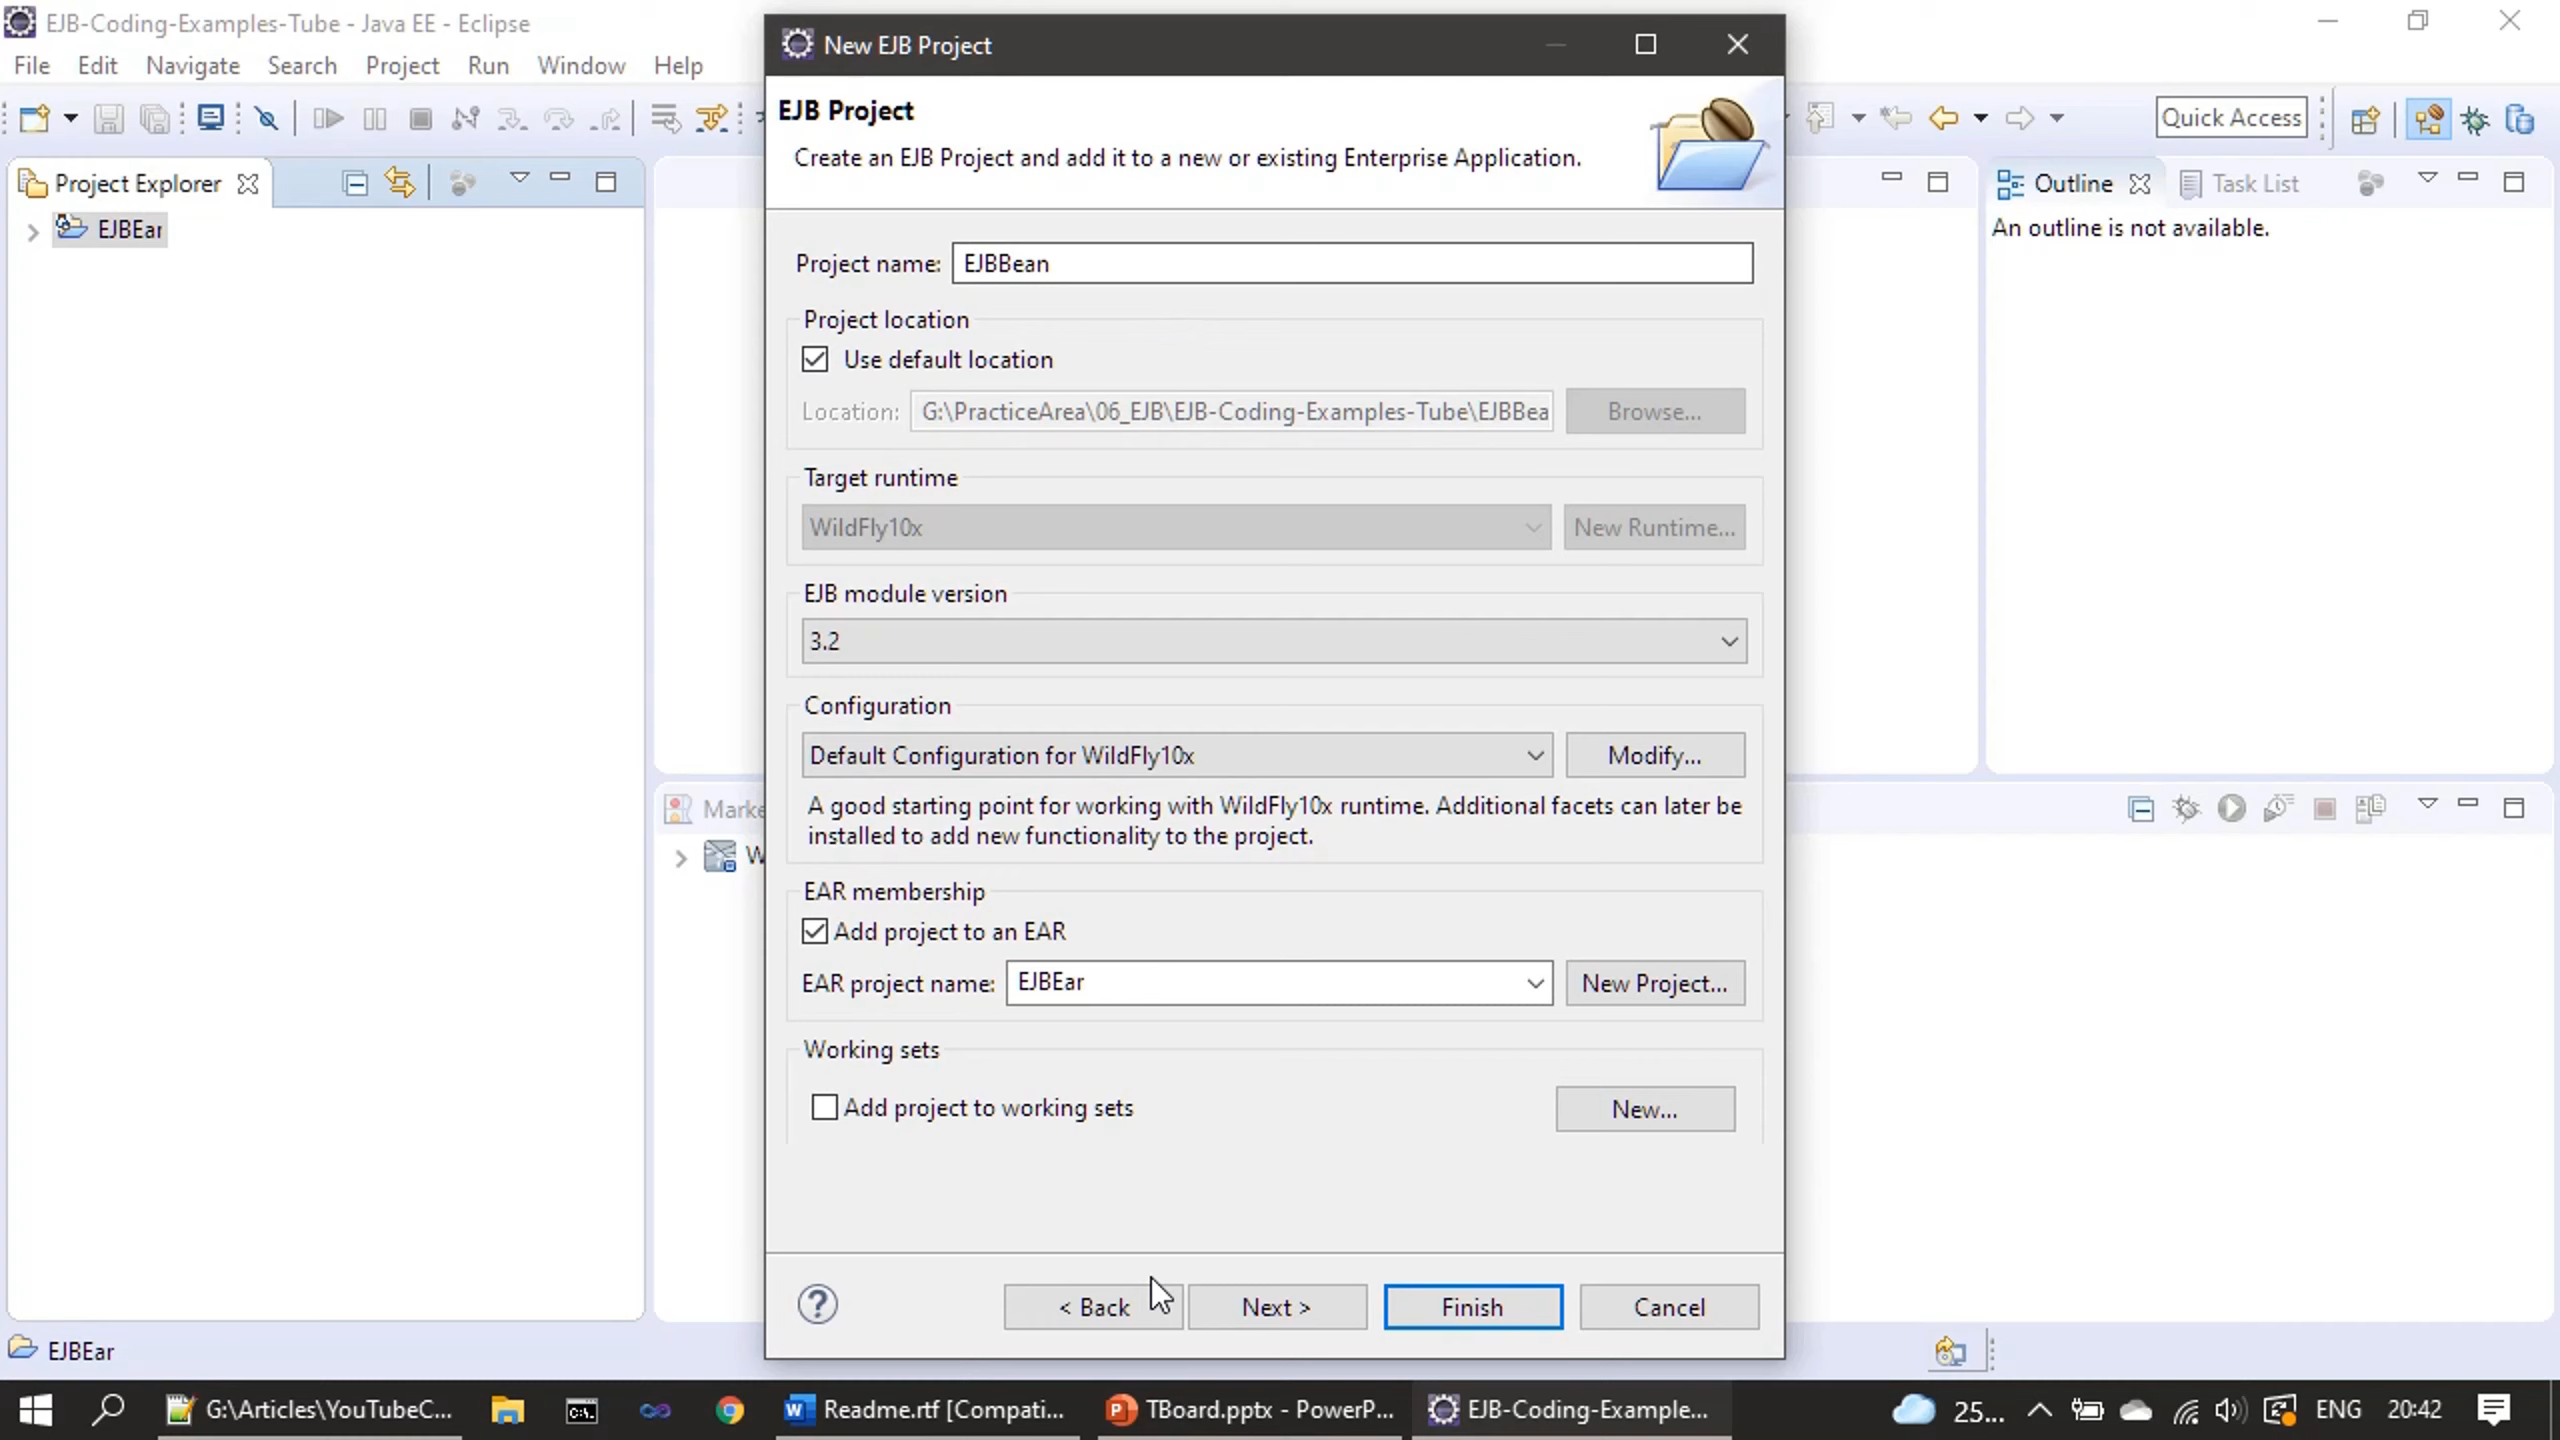 EJB-Coding-Examples-Tube - Java EE - Eclipse
File Edit Navigate Search Project Run Window Help
Quick Access
Project Explorer
EJBEar
New EJB Project
EJB Project
Create an EJB Project and add it to a new or existing Enterprise Application.
Project name: EJBBean
Project location
Use default location
Location: G:\PracticeArea\06_EJB\EJB-Coding-Examples-Tube\EJBBea Browse...
Target runtime
WildFly10x New Runtime...
EJB module version
3.2
Configuration
Default Configuration for WildFly10x Modify...
A good starting point for working with WildFly10x runtime. Additional facets can later be
installed to add new functionality to the project.
EAR membership
Add project to an EAR
EAR project name: EJBEar New Project...
Working sets
Add project to working sets New...
? < Back Next > Finish Cancel
Outline Task List
An outline is not available.
Marke
W
EJBEar
G:\Articles\YouTubeC... Readme.rtf [Compati... TBoard.pptx - PowerP... EJB-Coding-Example... 25... ENG 20:42